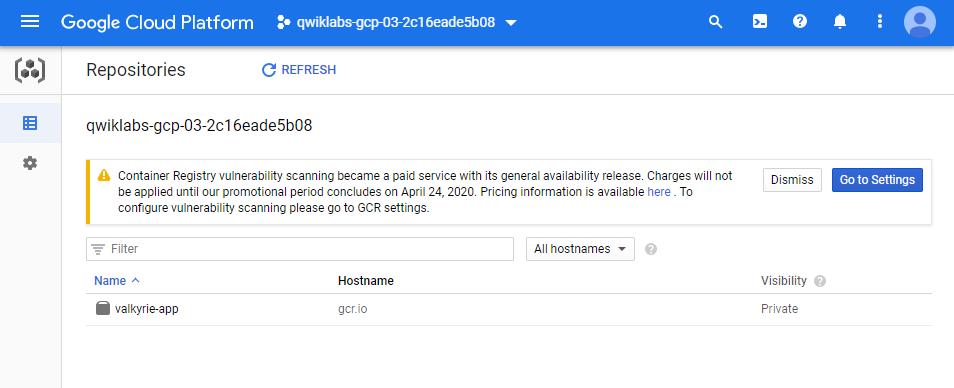 Google Cloud Platform
qwiklabs-gcp-03-2c16eade5b08
Repositories
REFRESH
qwiklabs-gcp-03-2c16eade5b08
Container Registry vulnerability scanning became a paid service with its general availability release. Charges will not
be applied until our promotional period concludes on April 24, 2020. Pricing information is available here . To
configure vulnerability scanning please go to GCR settings.
Dismiss
Go to Settings
Filter
All hostnames
Name
Hostname
Visibility
valkyrie-app
gcr.io
Private